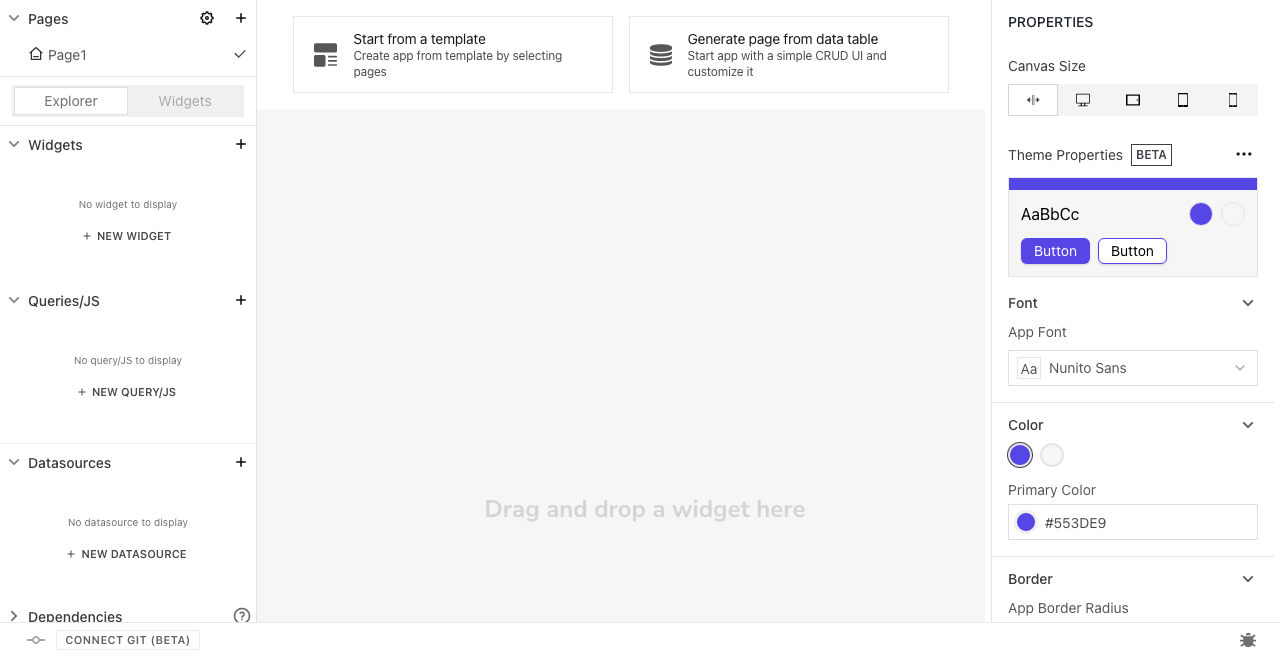 Pages
Page1
Explorer
Widgets
Widgets
No widget to display
NEW WIDGET
Queries/JS
No query/JS to display
NEW QUERY/JS
Datasources
No datasource to display
NEW DATASOURCE
Dependencies
CONNECT GIT (BETA)
Start from a template
Create app from template by selecting
pages
Generate page from data table
Start app with a simple CRUD UI and
customize it
Drag and drop a widget here
PROPERTIES
Canvas Size
Theme Properties BETA
AaBbCc
Button Button
Font
App Font
Aa Nunito Sans
Color
Primary Color
#553DE9
Border
App Border Radius